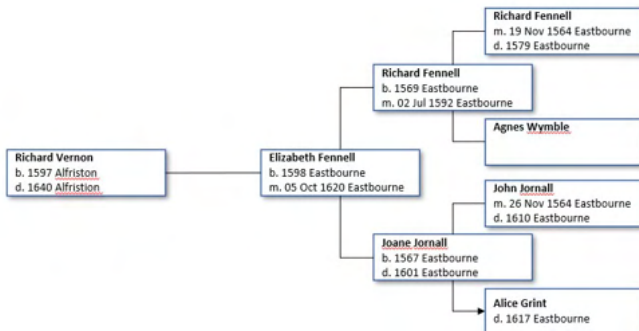 Richard Fennell
m. 19 Nov 1564 Eastbourne
d. 1579 Eastbourne
Richard Fennell
b. 1569 Eastbourne
m. 02 Jul 1592 Eastbourne
Agnes Wymble
Richard Vernon
b. 1597 Alfriston
d. 1640 Alfristion
Elizabeth Fennell
b. 1598 Eastbourne
m. 05 Oct 1620 Eastbourne
John Jornall
m. 26 Nov 1564 Eastbourne
d. 1610 Eastbourne
Joane Jornall
b. 1567 Eastbourne
d. 1601 Eastbourne
Alice Grint
d. 1617 Eastbourne